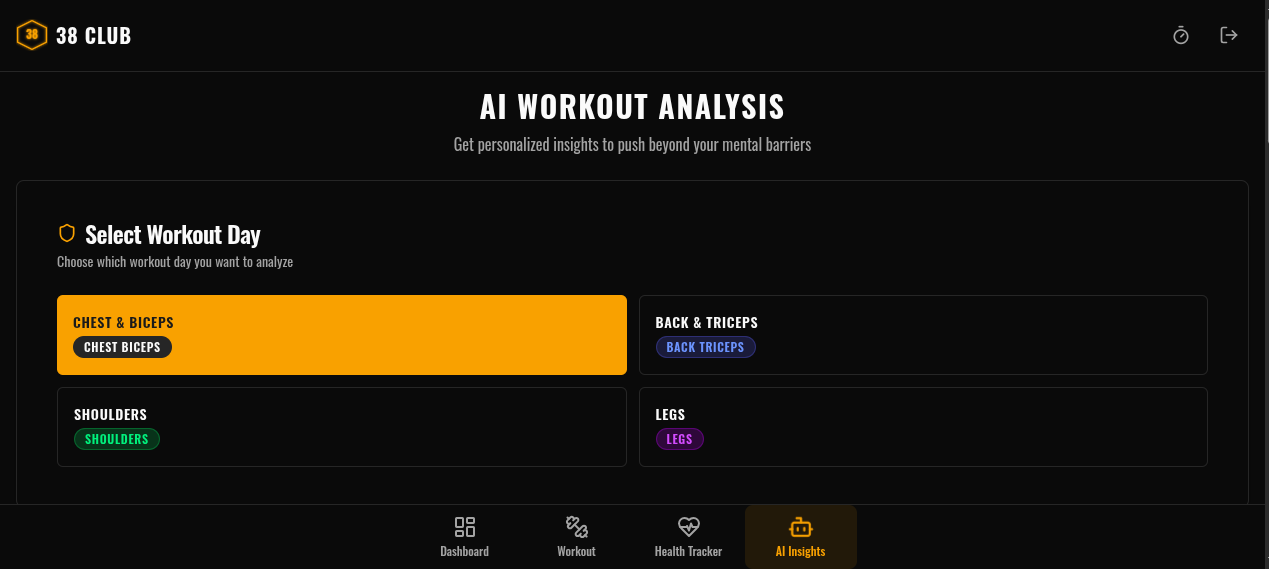 38
38 CLUB
AI WORKOUT ANALYSIS
Get personalized insights to push beyond your mental barriers
Select Workout Day
Choose which workout day you want to analyze
CHEST & BICEPS
CHEST BICEPS
BACK & TRICEPS
BACK TRICEPS
SHOULDERS
SHOULDERS
LEGS
LEGS
Dashboard
Workout
Health Tracker
AI Insights